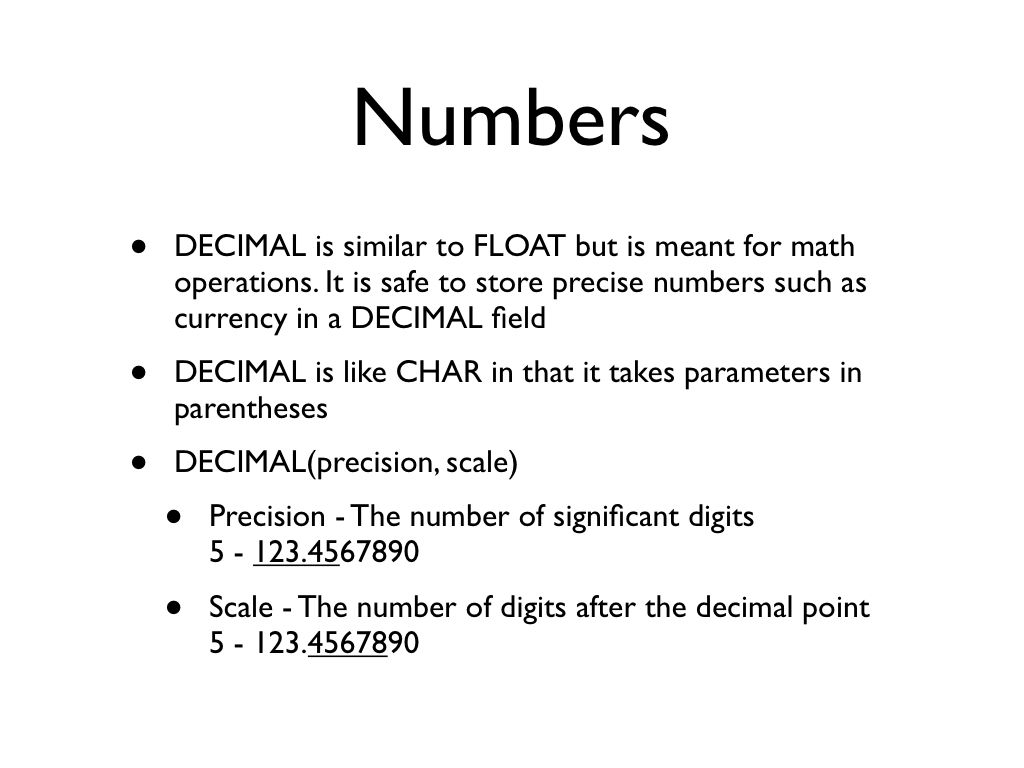 Numbers
• DECIMAL is similar to FLOAT but is meant for math
operations. It is safe to store precise numbers such as
currency in a DECIMAL field
• DECIMAL is like CHAR in that it takes parameters in
parentheses
• DECIMAL(precision, scale)
• Precision - The number of significant digits
5 - 123.4567890
• Scale - The number of digits after the decimal point
5 - 123.4567890